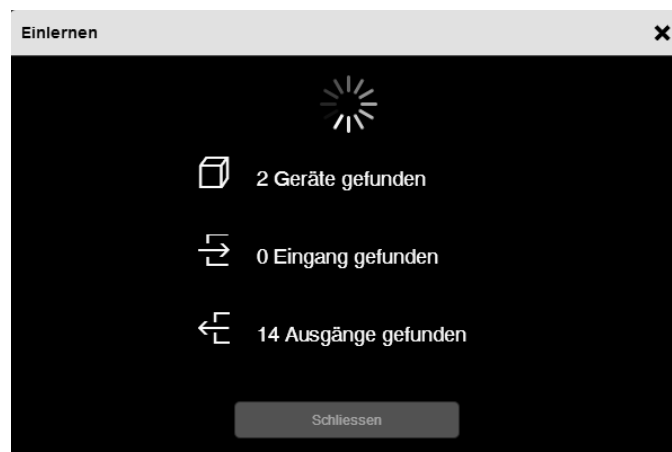 Einlernen
2 Geräte gefunden
0 Eingang gefunden
14 Ausgänge gefunden
Schliessen